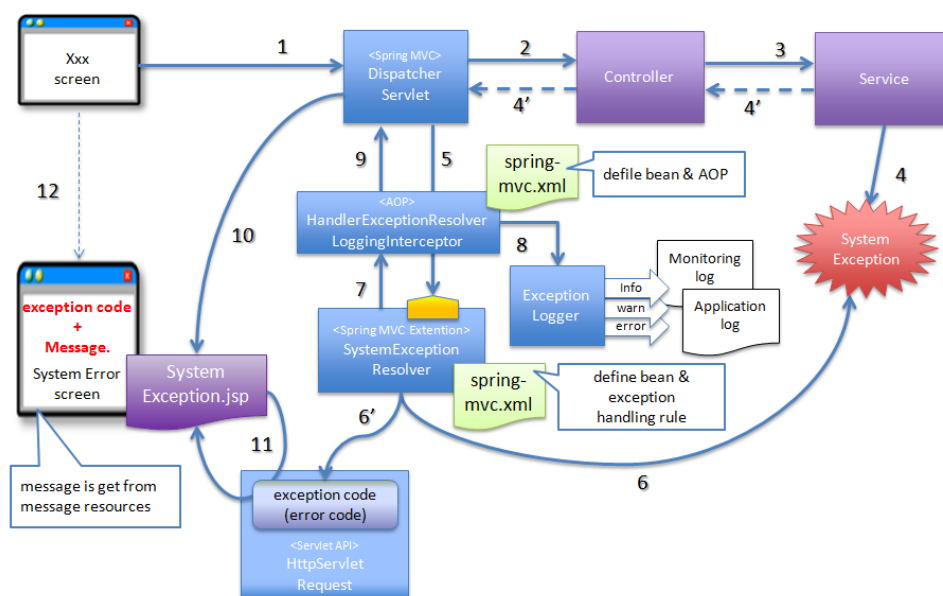 Xxx
screen
1
<Spring MVC>
Dispatcher
Servlet
2
4’
Controller
3
4’
Service
4
System
Exception
9
5
spring-
mvc.xml
defile bean & AOP
12
10
<AOP>
HandlerExceptionResolver
LoggingInterceptor
8
7
Exception
Logger
Info
warn
error
Monitoring
log
Application
log
exception code
+
Message.
System Error
screen
System
Exception.jsp
<Spring MVC Extention>
SystemException
Resolver
spring-
mvc.xml
define bean &
exception
handling rule
6’
11
6
message is get from
message resources
exception code
(error code)
<Servlet API>
HttpServlet
Request